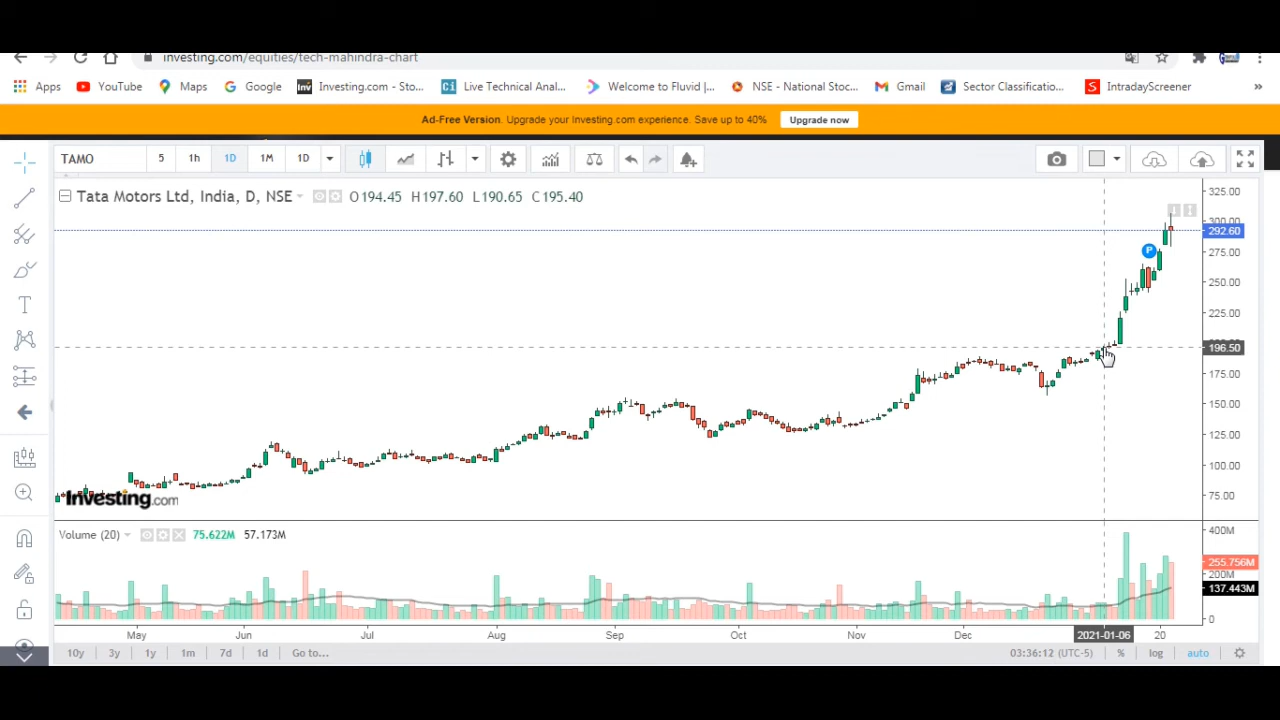 investing.com/equities/tech-mahindra-chart
Apps YouTube Maps Google Investing.com - Sto... Live Technical Anal... Welcome to Fluvid |... NSE - National Stoc... Gmail Sector Classificatio... IntradayScreener »
Ad-Free Version. Upgrade your Investing.com experience. Save up to 40% Upgrade now
TAMO 5 1h 1D 1M 1D
Tata Motors Ltd, India, D, NSE O194.45 H197.60 L190.65 C195.40
325.00
300.00
292.60
P
275.00
250.00
225.00
196.50
175.00
150.00
125.00
100.00
75.00
Investing.com
Volume (20) 75.622M 57.173M
400M
255.756M
200M
137.443M
0
May Jun Jul Aug Sep Oct Nov Dec 2021-01-06 20
10y 3y 1y 1m 7d 1d Go to... 03:36:12 (UTC-5) % log auto